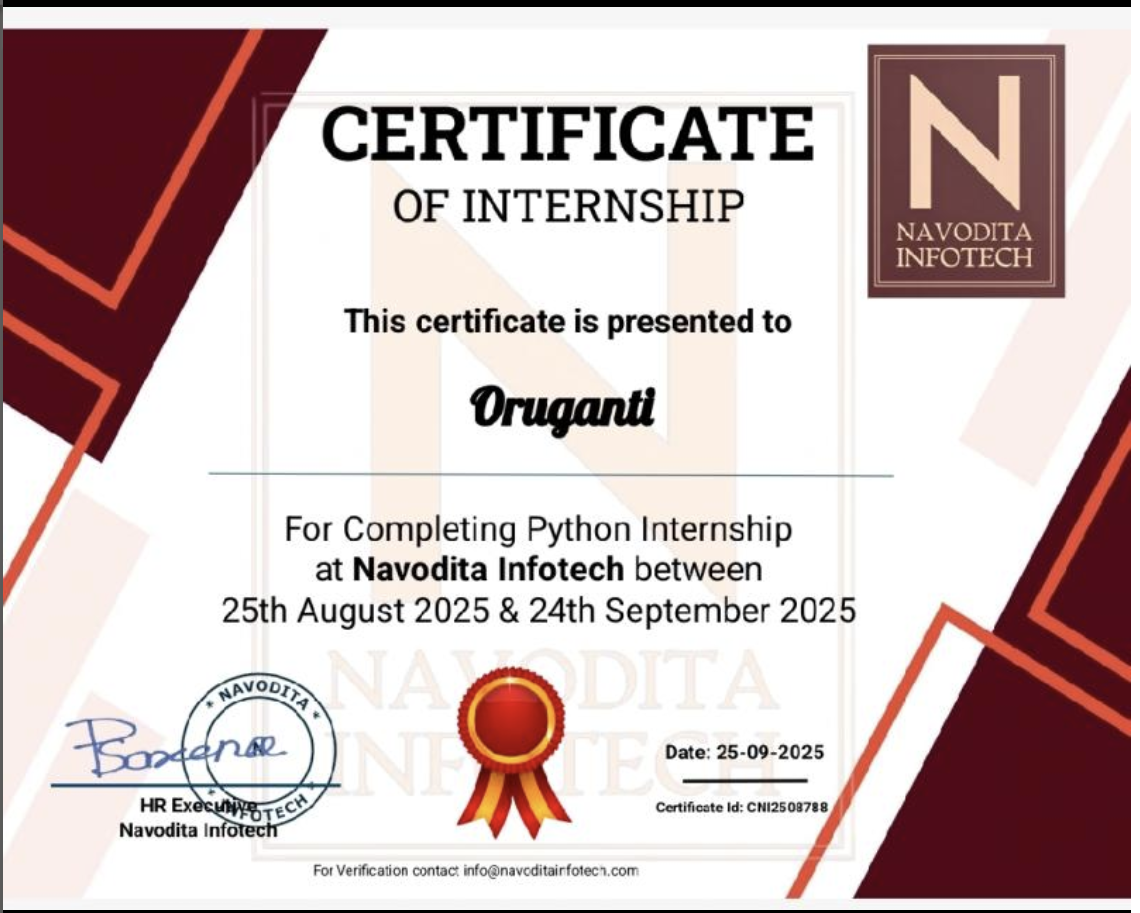 CERTIFICATE
OF INTERNSHIP
NAVODITA
INFOTECH
This certificate is presented to
Oruganti
For Completing Python Internship
at Navodita Infotech between
25th August 2025 & 24th September 2025
NAVODITA
INFOTECH
NAVODITA
INFOTECH
HR Executive
Navodita Infotech
Date: 25-09-2025
Certificate Id: CNI2508788
For Verification contact info@navoditainfotech.com